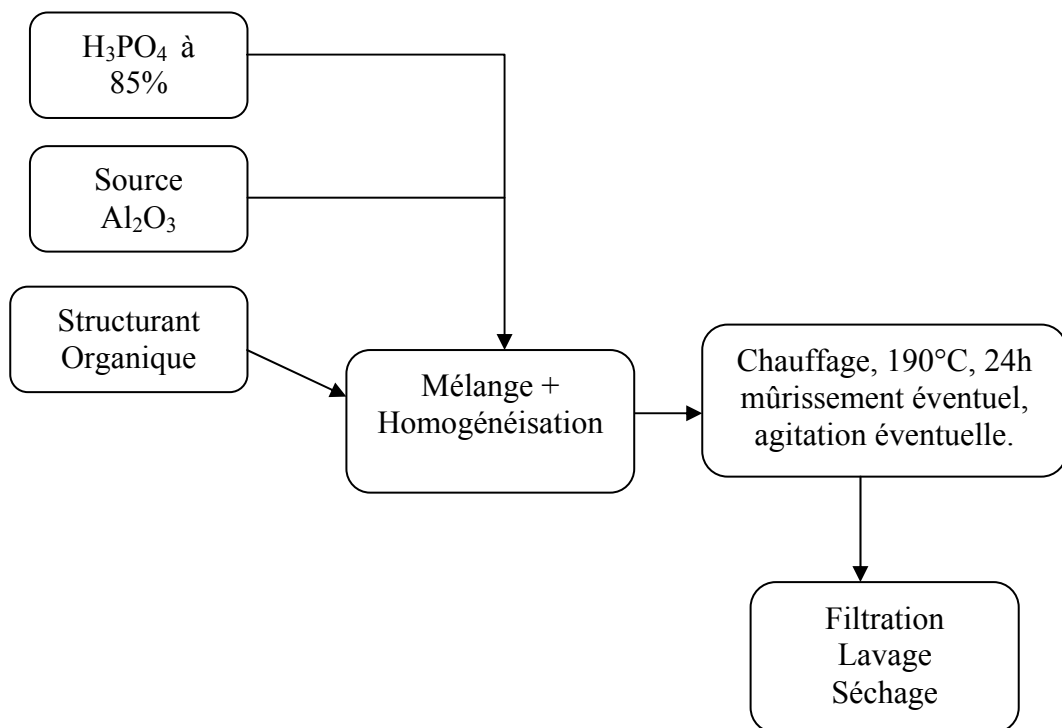 H₃PO₄ à
85%
Source
Al₂O₃
Structurant
Organique
Mélange +
Homogénéisation
Chauffage, 190°C, 24h
mûrissement éventuel,
agitation éventuelle.
Filtration
Lavage
Séchage